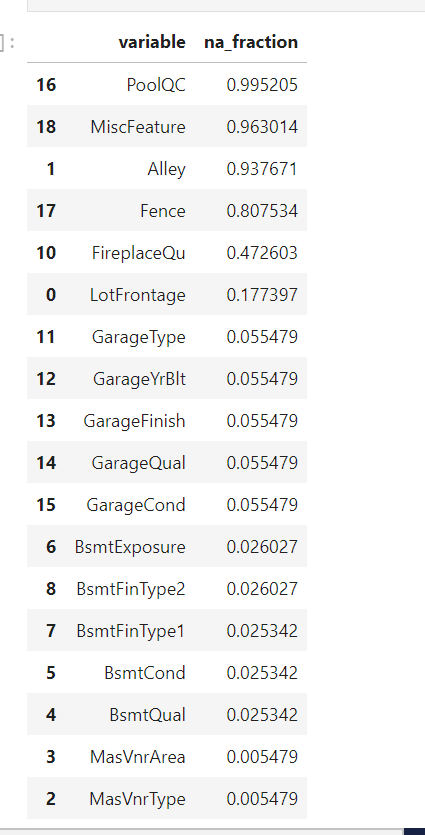 ]:
variable na_fraction
16 PoolQC 0.995205
18 MiscFeature 0.963014
1 Alley 0.937671
17 Fence 0.807534
10 FireplaceQu 0.472603
0 LotFrontage 0.177397
11 GarageType 0.055479
12 GarageYrBlt 0.055479
13 GarageFinish 0.055479
14 GarageQual 0.055479
15 GarageCond 0.055479
6 BsmtExposure 0.026027
8 BsmtFinType2 0.026027
7 BsmtFinType1 0.025342
5 BsmtCond 0.025342
4 BsmtQual 0.025342
3 MasVnrArea 0.005479
2 MasVnrType 0.005479